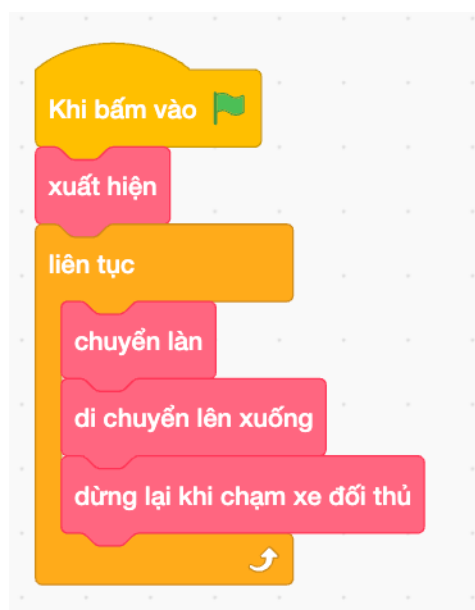 Khi bấm vào
xuất hiện
liên tục
chuyển làn
di chuyển lên xuống
dừng lại khi chạm xe đối thủ